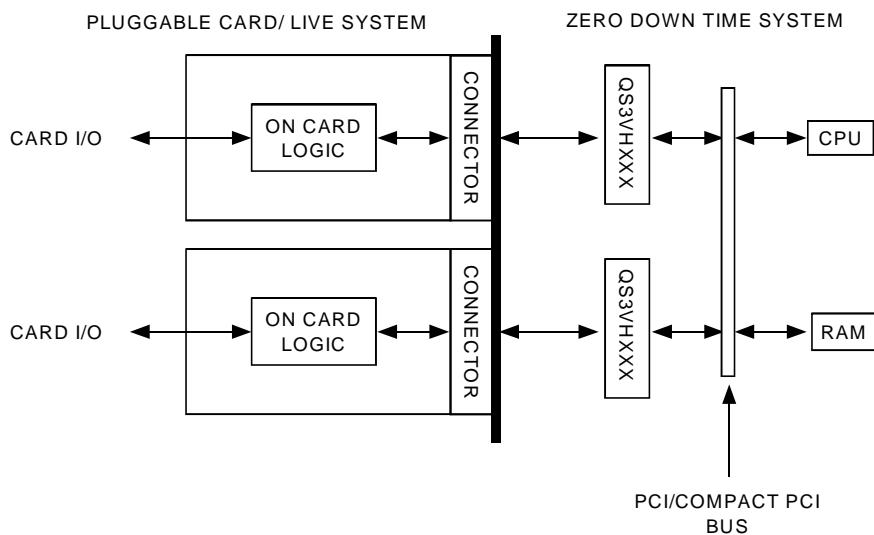 PLUGGABLE CARD/ LIVE SYSTEM
ZERO DOWN TIME SYSTEM
CARD I/O
ON CARD
LOGIC
CONNECTOR
QS3VHXXX
CPU
CARD I/O
ON CARD
LOGIC
CONNECTOR
QS3VHXXX
RAM
PCI/COMPACT PCI
BUS